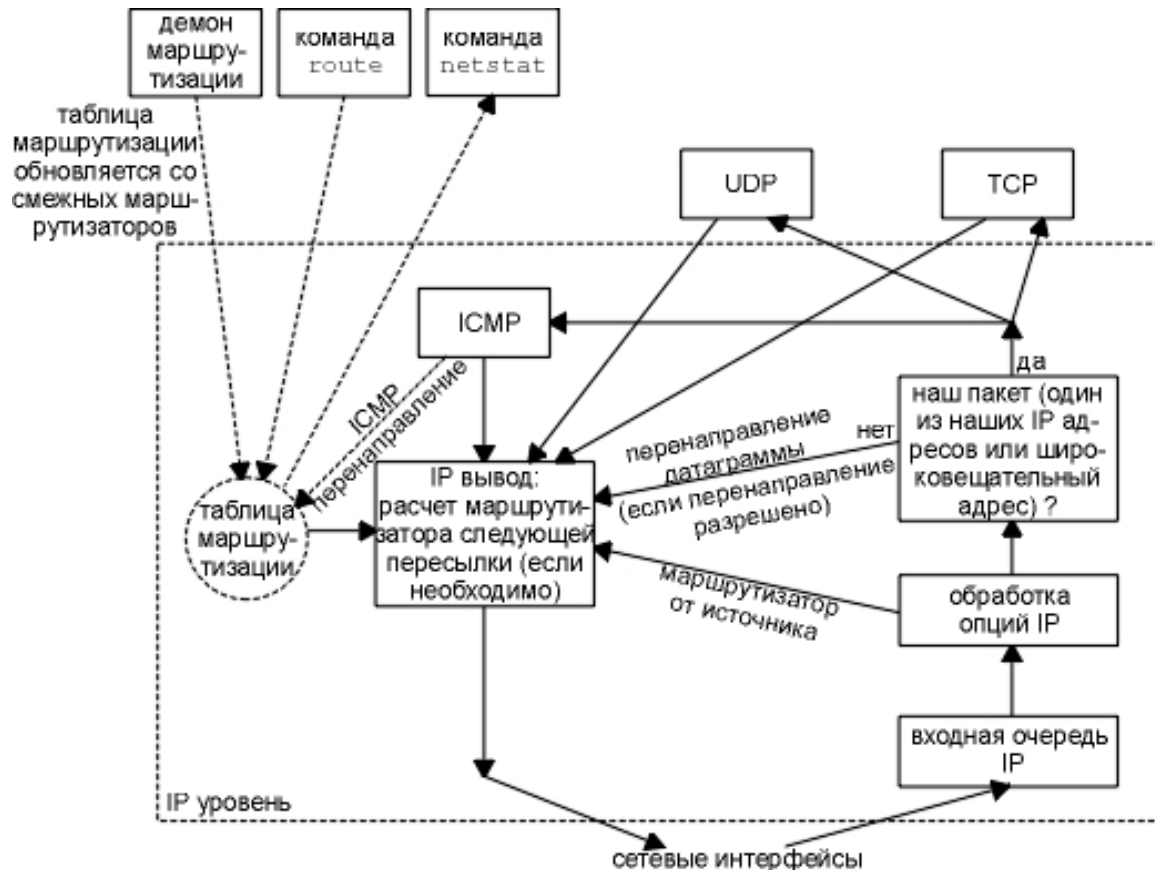 демон
маршру-
тизации
команда
route
команда
netstat
таблица
маршрутизации
обновляется со
смежных марш-
рутизаторов
UDP
TCP
ICMP
да
ICMP
перенаправление
наш пакет (один
из наших IP ад-
ресов или широ-
ковещательный
адрес) ?
нет
перенаправление
датаграммы
(если перенаправление
разрешено)
IP вывод:
расчет маршрути-
затора следующей
пересылки (если
необходимо)
таблица
маршру-
тизации
маршрутизатор
от источника
обработка
опций IP
входная очередь
IP
IP уровень
сетевые интерфейсы